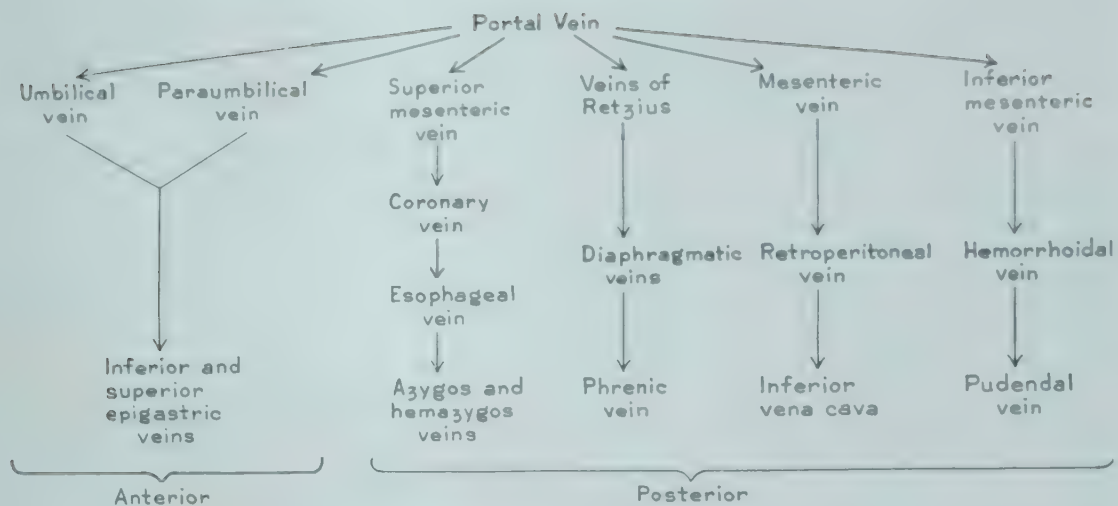 Portal Vein
Umbilical
vein
Paraumbilical
vein
Superior
mesenteric
vein
Veins of
Retzius
Mesenteric
vein
Inferior
mesenteric
vein
Coronary
vein
Diaphragmatic
veins
Retroperitoneal
vein
Hemorrhoidal
vein
Esophageal
vein
Inferior and
superior
epigastric
veins
Azygos and
hemazygos
veins
Phrenic
vein
Inferior
vena cava
Pudendal
vein
Anterior
Posterior